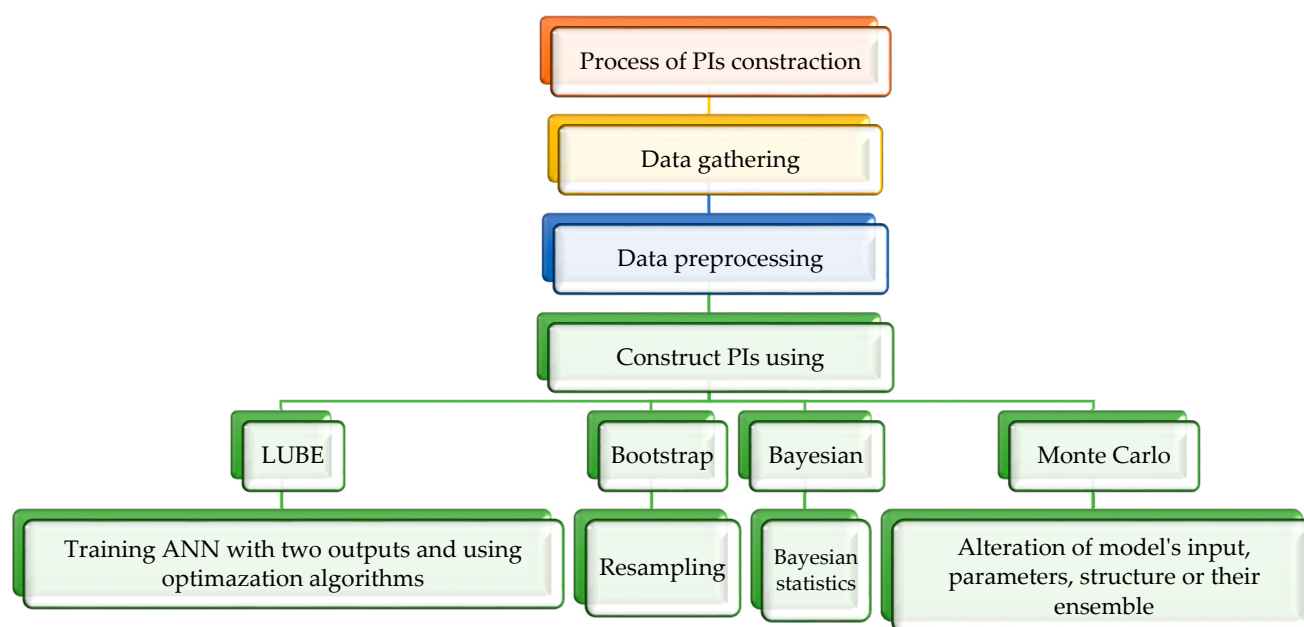 Process of PIs constraction
Data gathering
Data preprocessing
Construct PIs using
LUBE
Bootstrap
Bayesian
Monte Carlo
Training ANN with two outputs and using
optimazation algorithms
Resampling
Bayesian
statistics
Alteration of model's input,
parameters, structure or their
ensemble